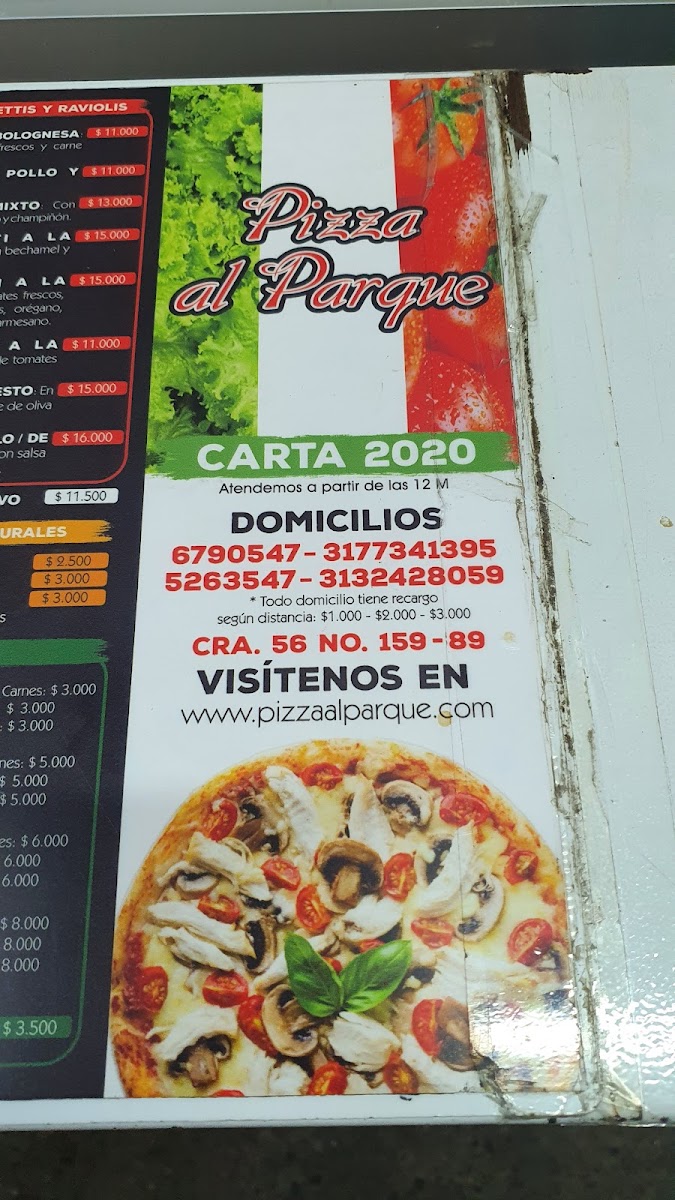 ETTIS Y RAVIOLIS
BOLOGNESA: $ 11.000
frescos y carne
POLLO Y $ 11.000
MIXTO: Con $ 13.000
y champiñón.
I A LA $ 15.000
bechamel y
A LA $ 15.000
tes frescos,
s, orégano,
armesano.
A LA $ 11.000
de tomates
ESTO: En $ 15.000
e de oliva
LO / DE $ 16.000
on salsa
VO $ 11.500
URALES
$ 2.500
$ 3.000
$ 3.000
s
Carnes: $ 3.000
$ 3.000
: $ 3.000
nes: $ 5.000
$ 5.000
$ 5.000
es: $ 6.000
6.000
6.000
$ 8.000
8.000
8.000
$ 3.500
Pizza
al Parque
CARTA 2020
Atendemos a partir de las 12 M
DOMICILIOS
6790547 - 3177341395
5263547 - 3132428059
* Todo domicilio tiene recargo
según distancia: $1.000 - $2.000 - $3.000
CRA. 56 NO. 159 - 89
VISÍTENOS EN
www.pizzaalparque.com